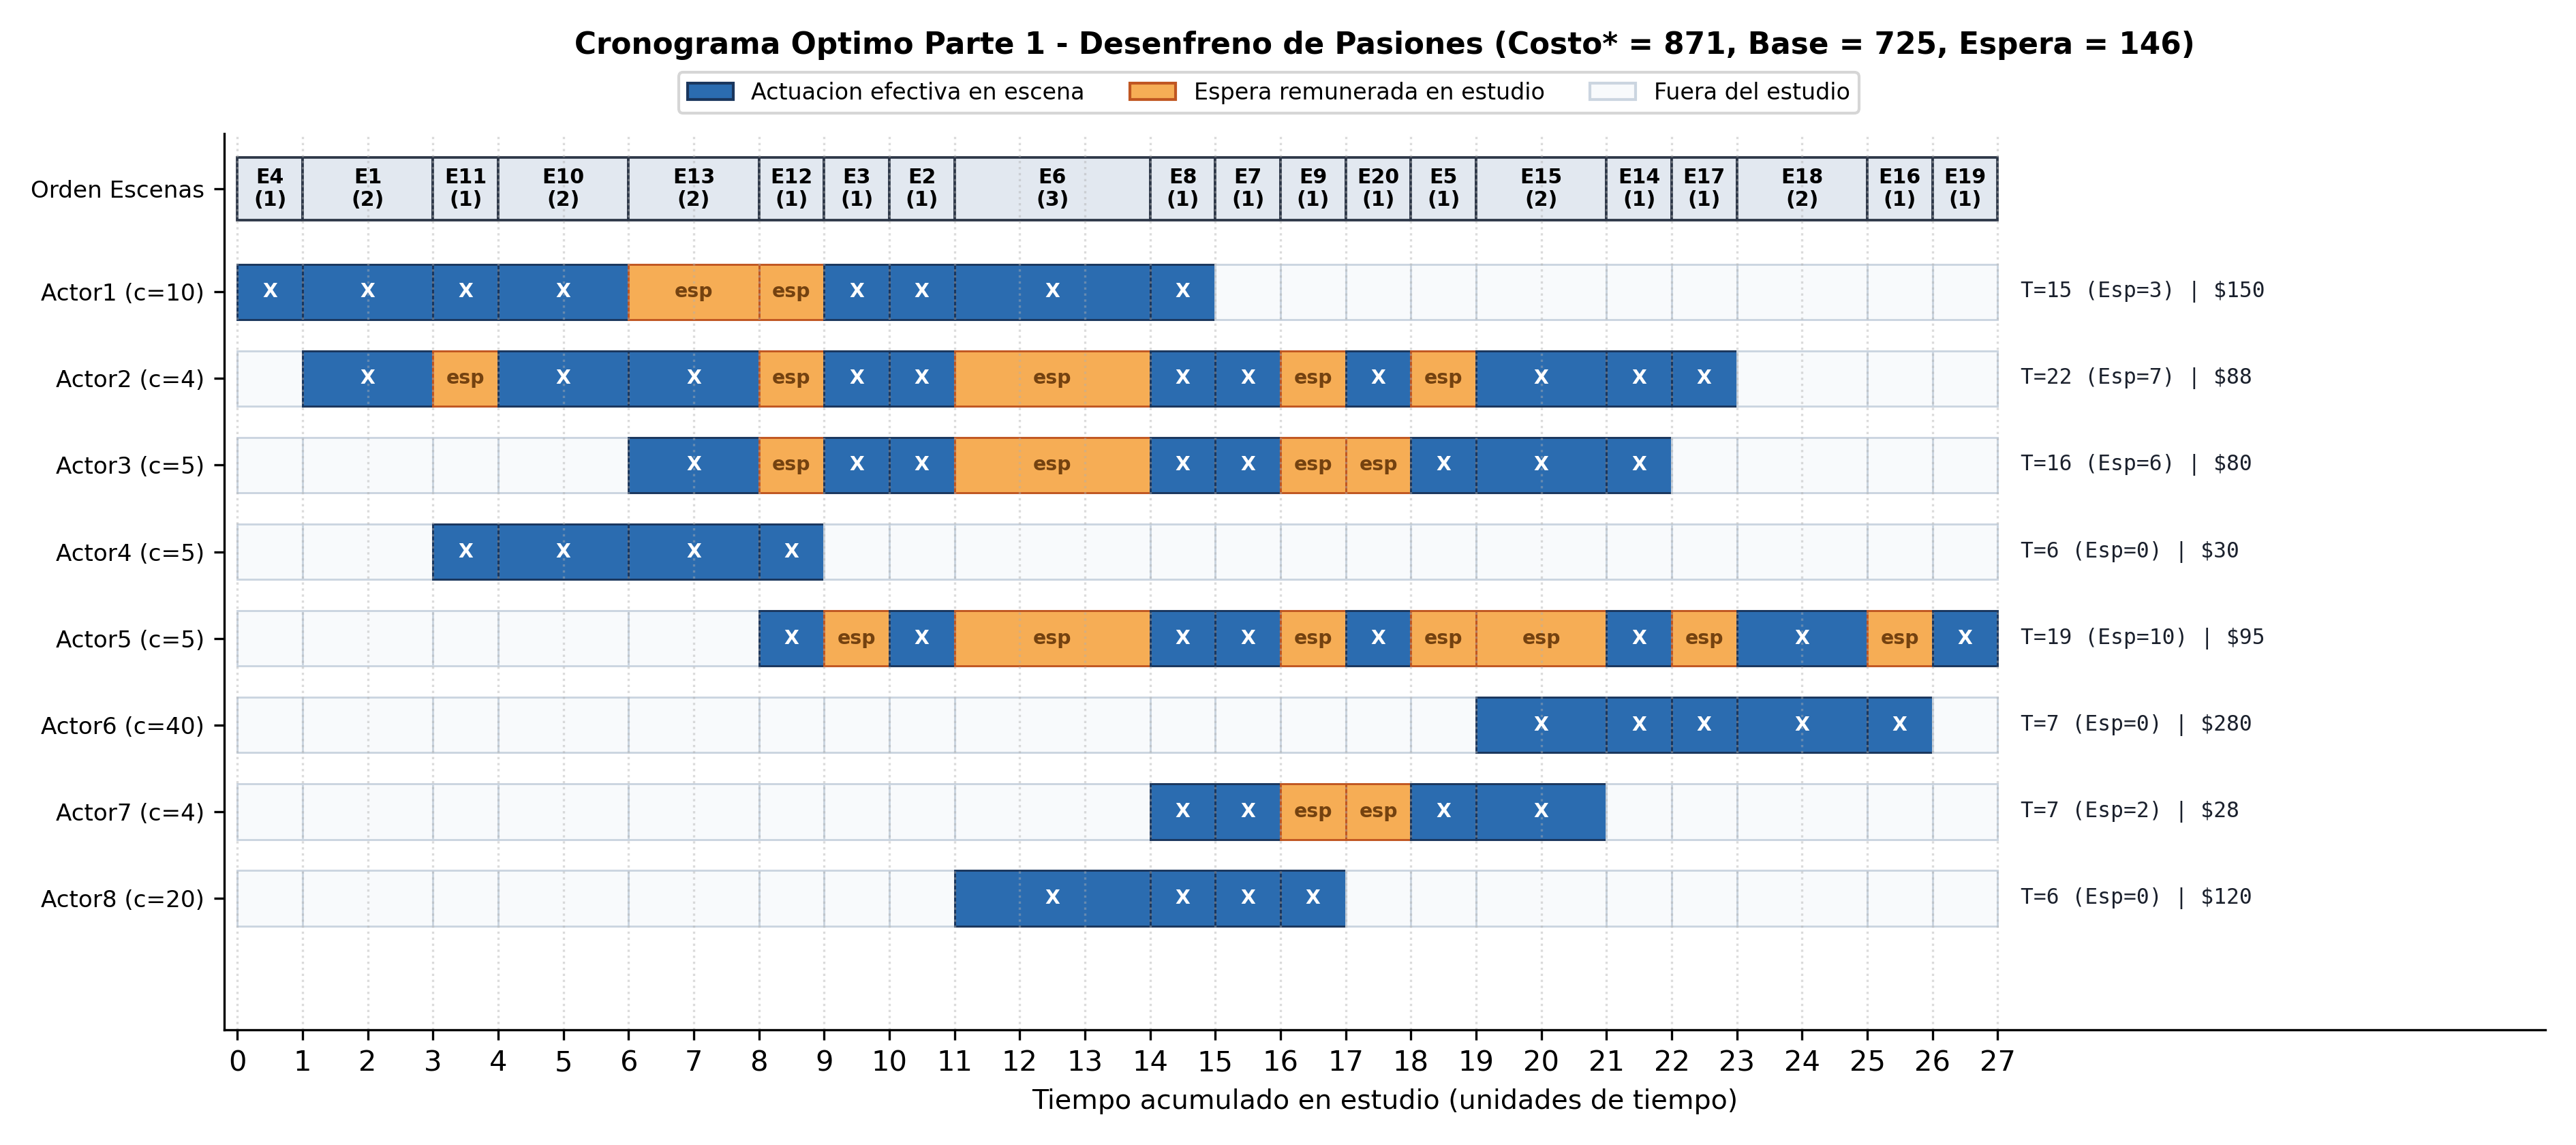 Cronograma Optimo Parte 1 - Desenfreno de Pasiones (Costo* = 871, Base = 725, Espera = 146)
Actuacion efectiva en escena Espera remunerada en estudio Fuera del estudio
Orden Escenas E4 E1 E11 E10 E13 E12 E3 E2 E6 E8 E7 E9 E20 E5 E15 E14 E17 E18 E16 E19
(1) (2) (1) (2) (2) (1) (1) (1) (3) (1) (1) (1) (1) (1) (2) (1) (1) (2) (1) (1)
Actor1 (c=10) X X X X esp esp X X X X T=15 (Esp=3) | $150
Actor2 (c=4) X esp X X esp X X esp X X esp X esp X X X T=22 (Esp=7) | $88
Actor3 (c=5) X esp X X esp X X esp esp X X X T=16 (Esp=6) | $80
Actor4 (c=5) X X X X T=6 (Esp=0) | $30
Actor5 (c=5) X esp X esp X X esp X esp esp X esp X esp X T=19 (Esp=10) | $95
Actor6 (c=40) X X X X X T=7 (Esp=0) | $280
Actor7 (c=4) X X esp esp X X T=7 (Esp=2) | $28
Actor8 (c=20) X X X X T=6 (Esp=0) | $120
0 1 2 3 4 5 6 7 8 9 10 11 12 13 14 15 16 17 18 19 20 21 22 23 24 25 26 27
Tiempo acumulado en estudio (unidades de tiempo)